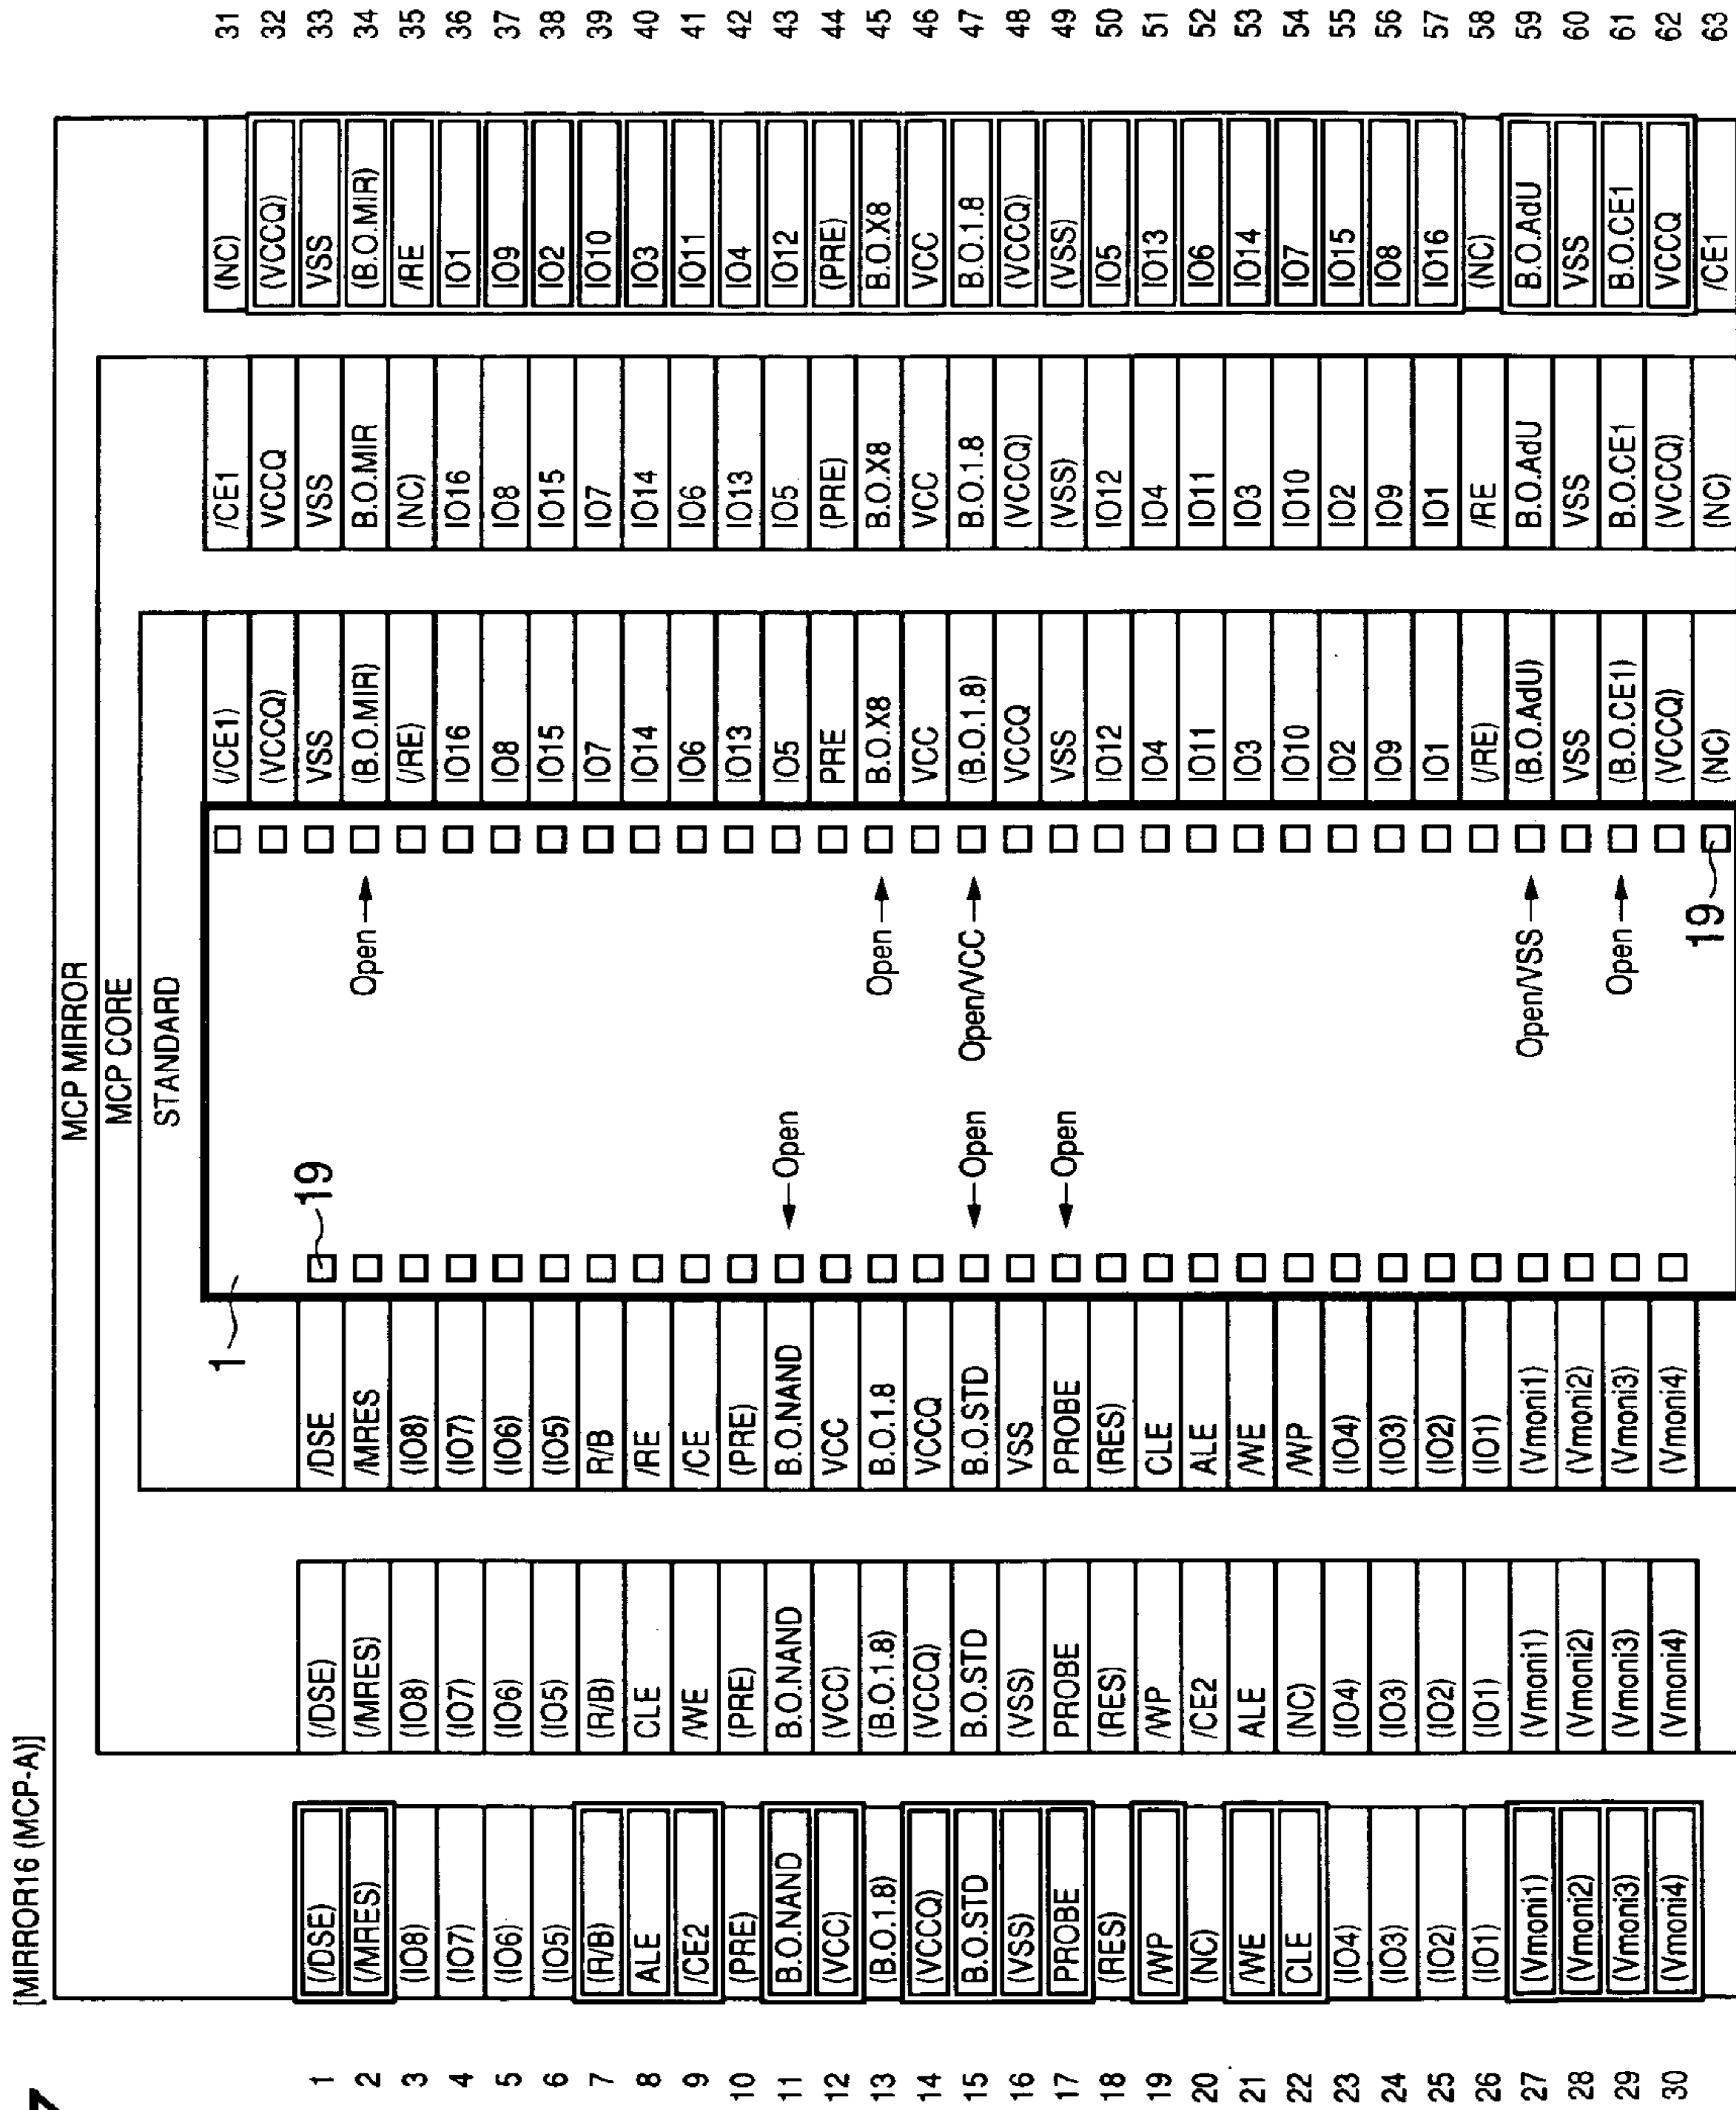 7
[MIRROR16 (MCP-A)]
MCP MIRROR
MCP CORE
STANDARD
1 (/CE1) /CE1 (NC) 31
(VCCQ) VCCQ (VCCQ) 32
1 (/DSE) (/DSE) /DSE 19 VSS VSS VSS 33
2 (/MRES) (/MRES) /MRES Open→ (B.O.MIR) B.O.MIR (B.O.MIR) 34
3 (IO8) (IO8) (IO8) (/RE) (NC) /RE 35
4 (IO7) (IO7) (IO7) IO16 IO16 IO1 36
5 (IO6) (IO6) (IO6) IO8 IO8 IO9 37
6 (IO5) (IO5) (IO5) IO15 IO15 IO2 38
7 (R/B) (R/B) R/B IO7 IO7 IO10 39
8 ALE CLE /RE IO14 IO14 IO3 40
9 /CE2 /WE /CE IO6 IO6 IO11 41
10 (PRE) (PRE) (PRE) IO13 IO13 IO4 42
11 B.O.NAND B.O.NAND B.O.NAND ←Open IO5 IO5 IO12 43
12 (VCC) (VCC) VCC PRE (PRE) (PRE) 44
13 (B.O.1.8) (B.O.1.8) B.O.1.8 Open→ B.O.X8 B.O.X8 B.O.X8 45
14 (VCCQ) (VCCQ) VCCQ VCC VCC VCC 46
15 B.O.STD B.O.STD B.O.STD ←Open Open/VCC→ (B.O.1.8) B.O.1.8 B.O.1.8 47
16 (VSS) (VSS) VSS VCCQ (VCCQ) (VCCQ) 48
17 PROBE PROBE PROBE ←Open VSS (VSS) (VSS) 49
18 (RES) (RES) (RES) IO12 IO12 IO5 50
19 /WP /WP CLE IO4 IO4 IO13 51
20 (NC) /CE2 ALE IO11 IO11 IO6 52
21 /WE ALE /WE IO3 IO3 IO14 53
22 CLE (NC) /WP IO10 IO10 IO7 54
23 (IO4) (IO4) (IO4) IO2 IO2 IO15 55
24 (IO3) (IO3) (IO3) IO9 IO9 IO8 56
25 (IO2) (IO2) (IO2) IO1 IO1 IO16 57
26 (IO1) (IO1) (IO1) (/RE) /RE (NC) 58
27 (Vmoni1) (Vmoni1) (Vmoni1) Open/VSS→ (B.O.AdU) B.O.AdU B.O.AdU 59
28 (Vmoni2) (Vmoni2) (Vmoni2) VSS VSS VSS 60
29 (Vmoni3) (Vmoni3) (Vmoni3) Open→ (B.O.CE1) B.O.CE1 B.O.CE1 61
30 (Vmoni4) (Vmoni4) (Vmoni4) (VCCQ) (VCCQ) VCCQ 62
19 (NC) (NC) /CE1 63